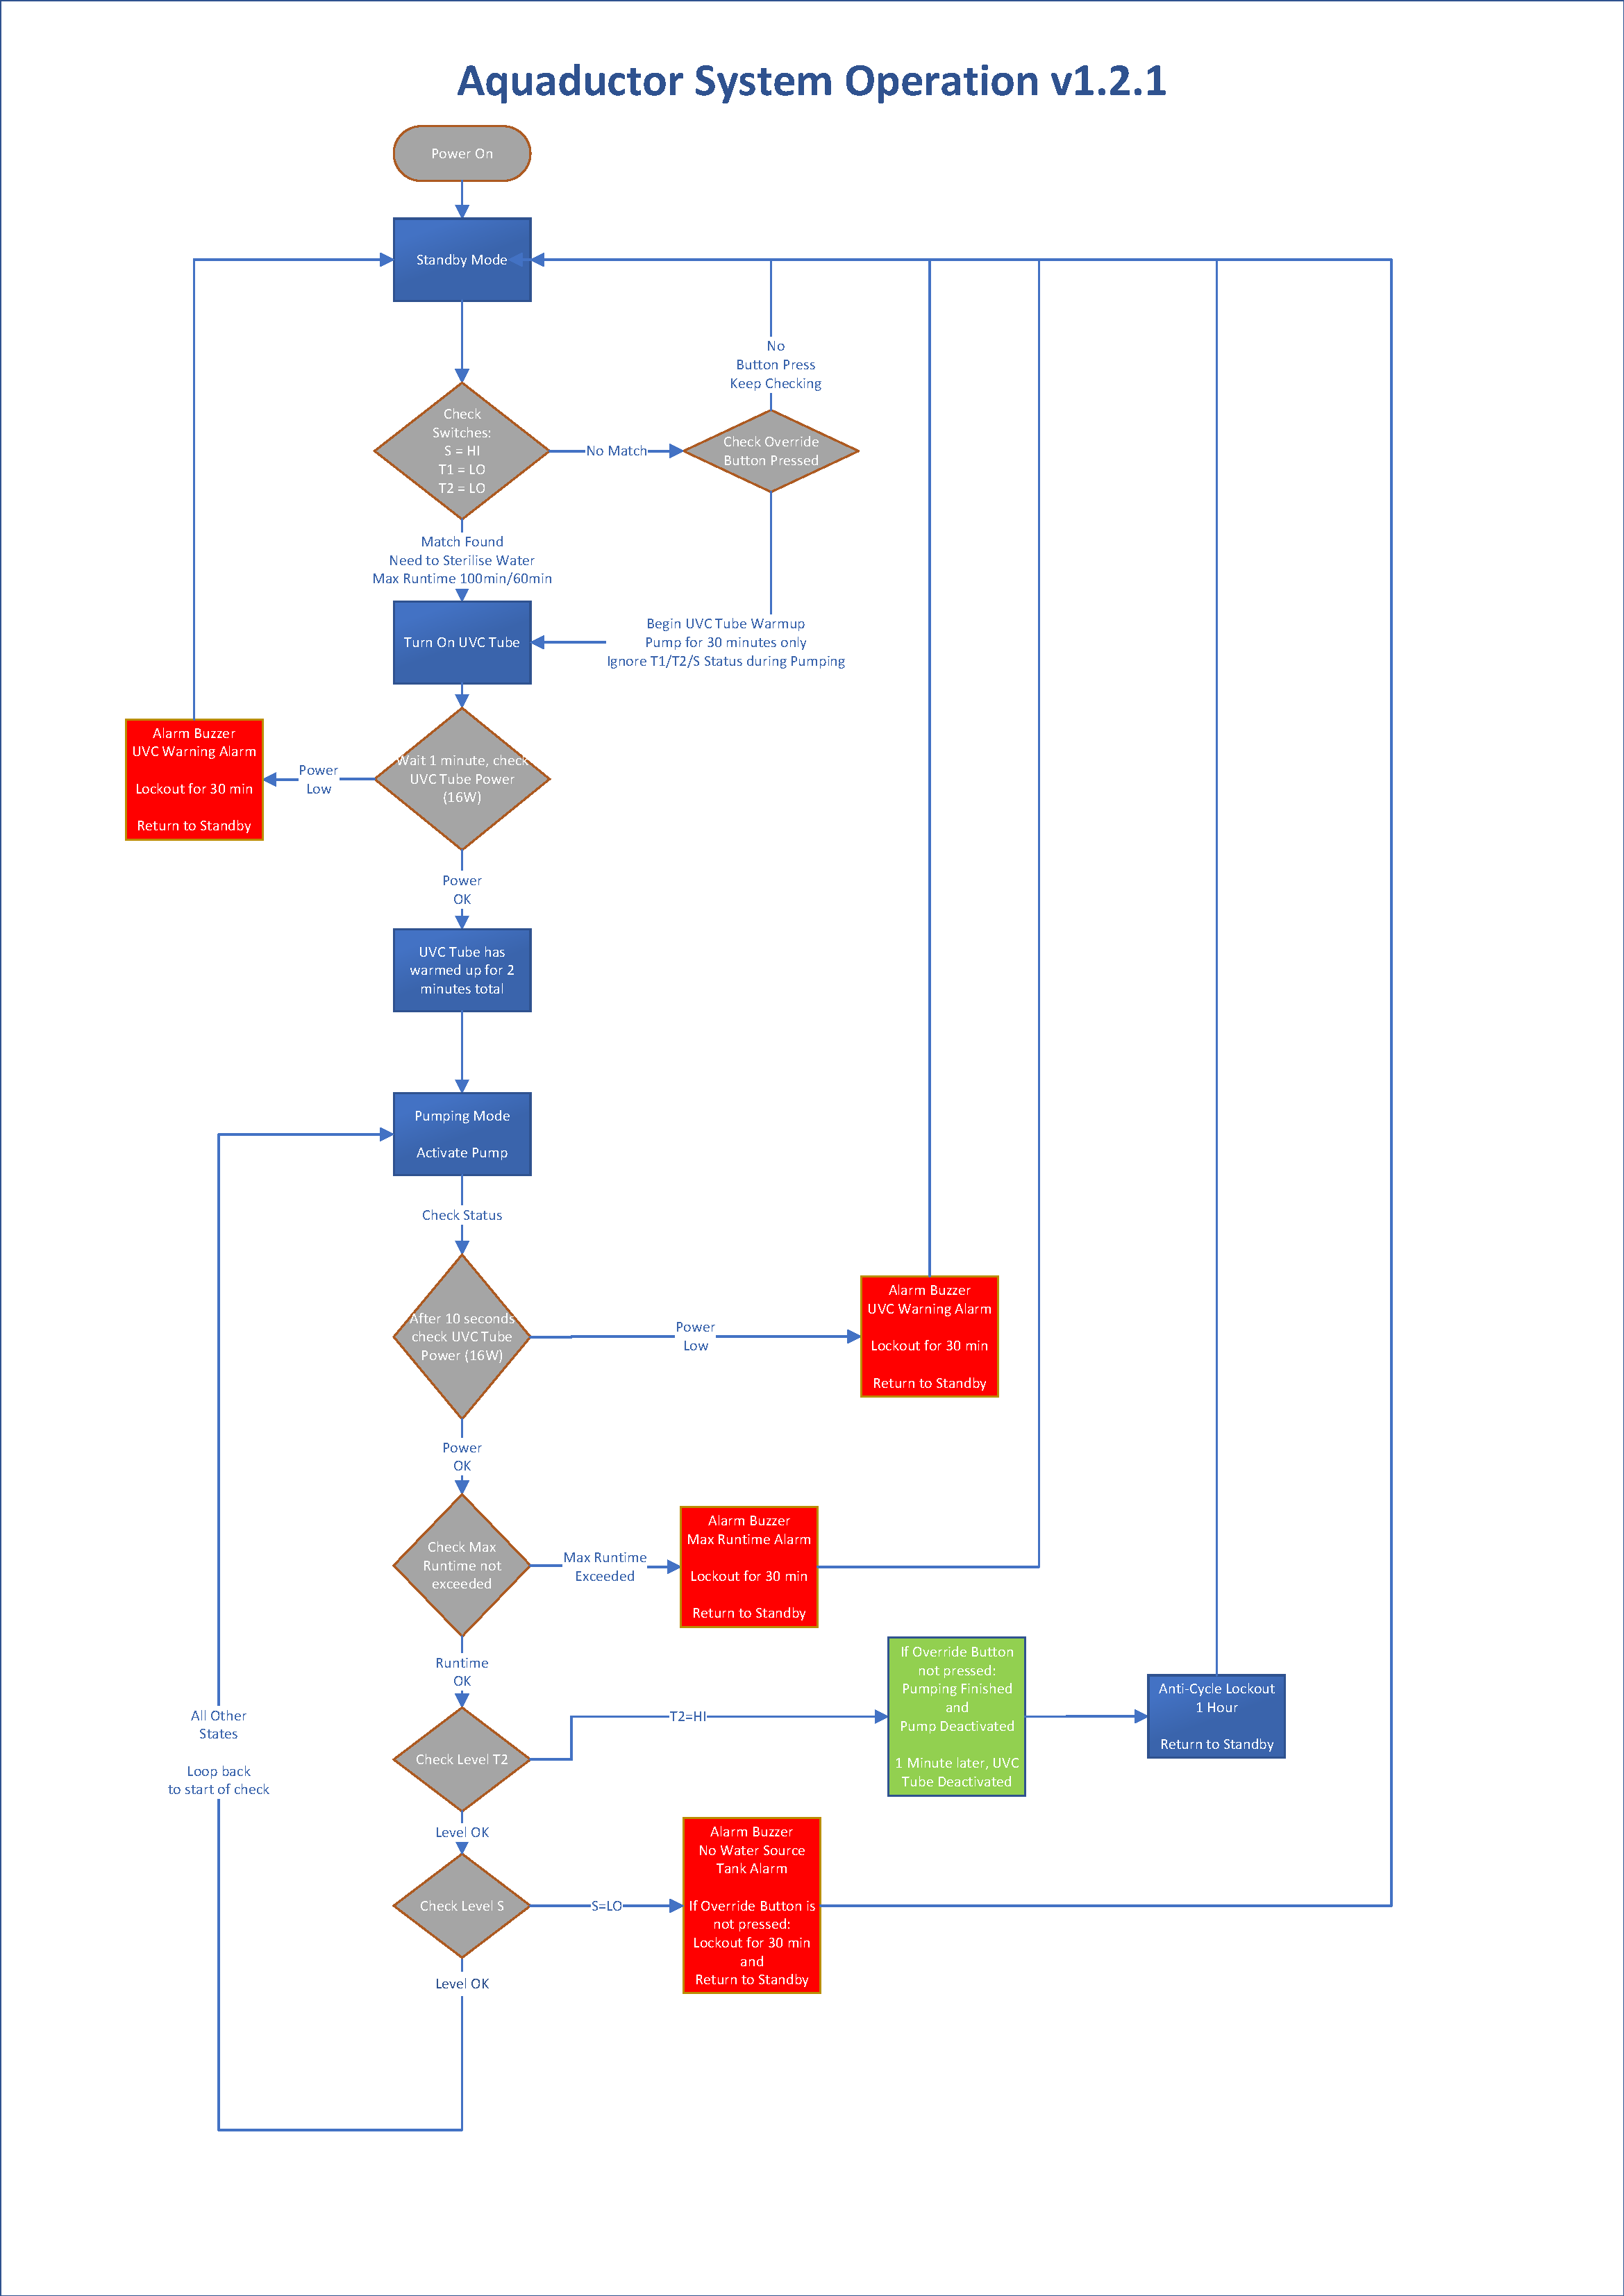 Aquaductor System Operation v1.2.1
Power On
Standby Mode
No
Button Press
Keep Checking
Check
Switches:
S = HI
T1 = LO
T2 = LO
No Match
Check Override
Button Pressed
Match Found
Need to Sterilise Water
Max Runtime 100min/60min
Turn On UVC Tube
Begin UVC Tube Warmup
Pump for 30 minutes only
Ignore T1/T2/S Status during Pumping
Alarm Buzzer
UVC Warning Alarm
Lockout for 30 min
Return to Standby
Power
Low
Wait 1 minute, check
UVC Tube Power
(16W)
Power
OK
UVC Tube has
warmed up for 2
minutes total
Pumping Mode
Activate Pump
Check Status
After 10 seconds
check UVC Tube
Power (16W)
Power
Low
Alarm Buzzer
UVC Warning Alarm
Lockout for 30 min
Return to Standby
Power
OK
Check Max
Runtime not
exceeded
Max Runtime
Exceeded
Alarm Buzzer
Max Runtime Alarm
Lockout for 30 min
Return to Standby
Runtime
OK
Check Level T2
T2=HI
If Override Button
not pressed:
Pumping Finished
and
Pump Deactivated
1 Minute later, UVC
Tube Deactivated
Anti-Cycle Lockout
1 Hour
Return to Standby
All Other
States
Loop back
to start of check
Level OK
Check Level S
S=LO
Alarm Buzzer
No Water Source
Tank Alarm
If Override Button is
not pressed:
Lockout for 30 min
and
Return to Standby
Level OK